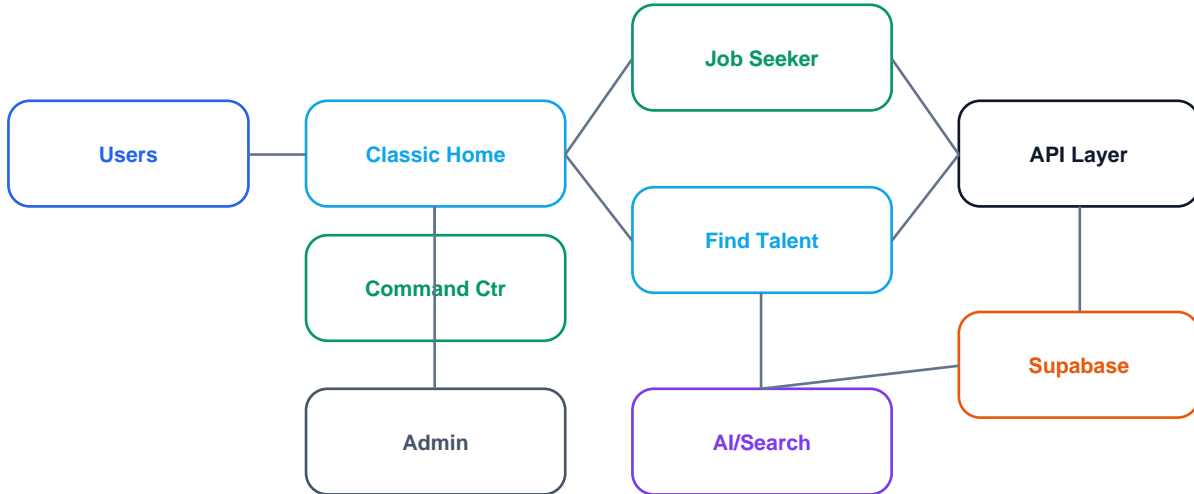 Job Seeker
Users
Classic Home
API Layer
Find Talent
Command Ctr
Supabase
Admin
AI/Search